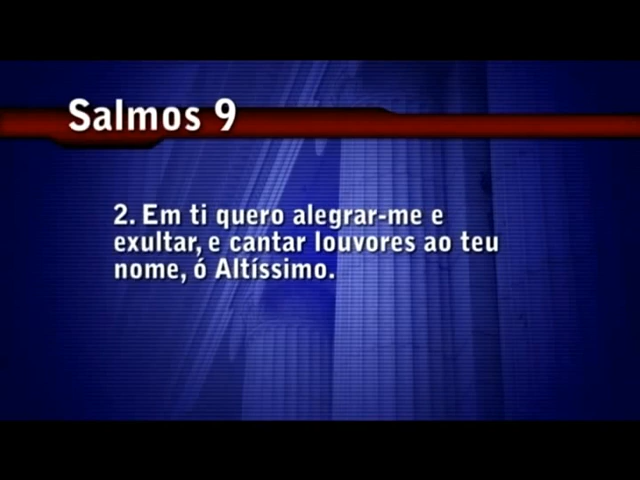 Salmos 9
2. Em ti quero alegrar-me e
exultar, e cantar louvores ao teu
nome, ó Altíssimo.